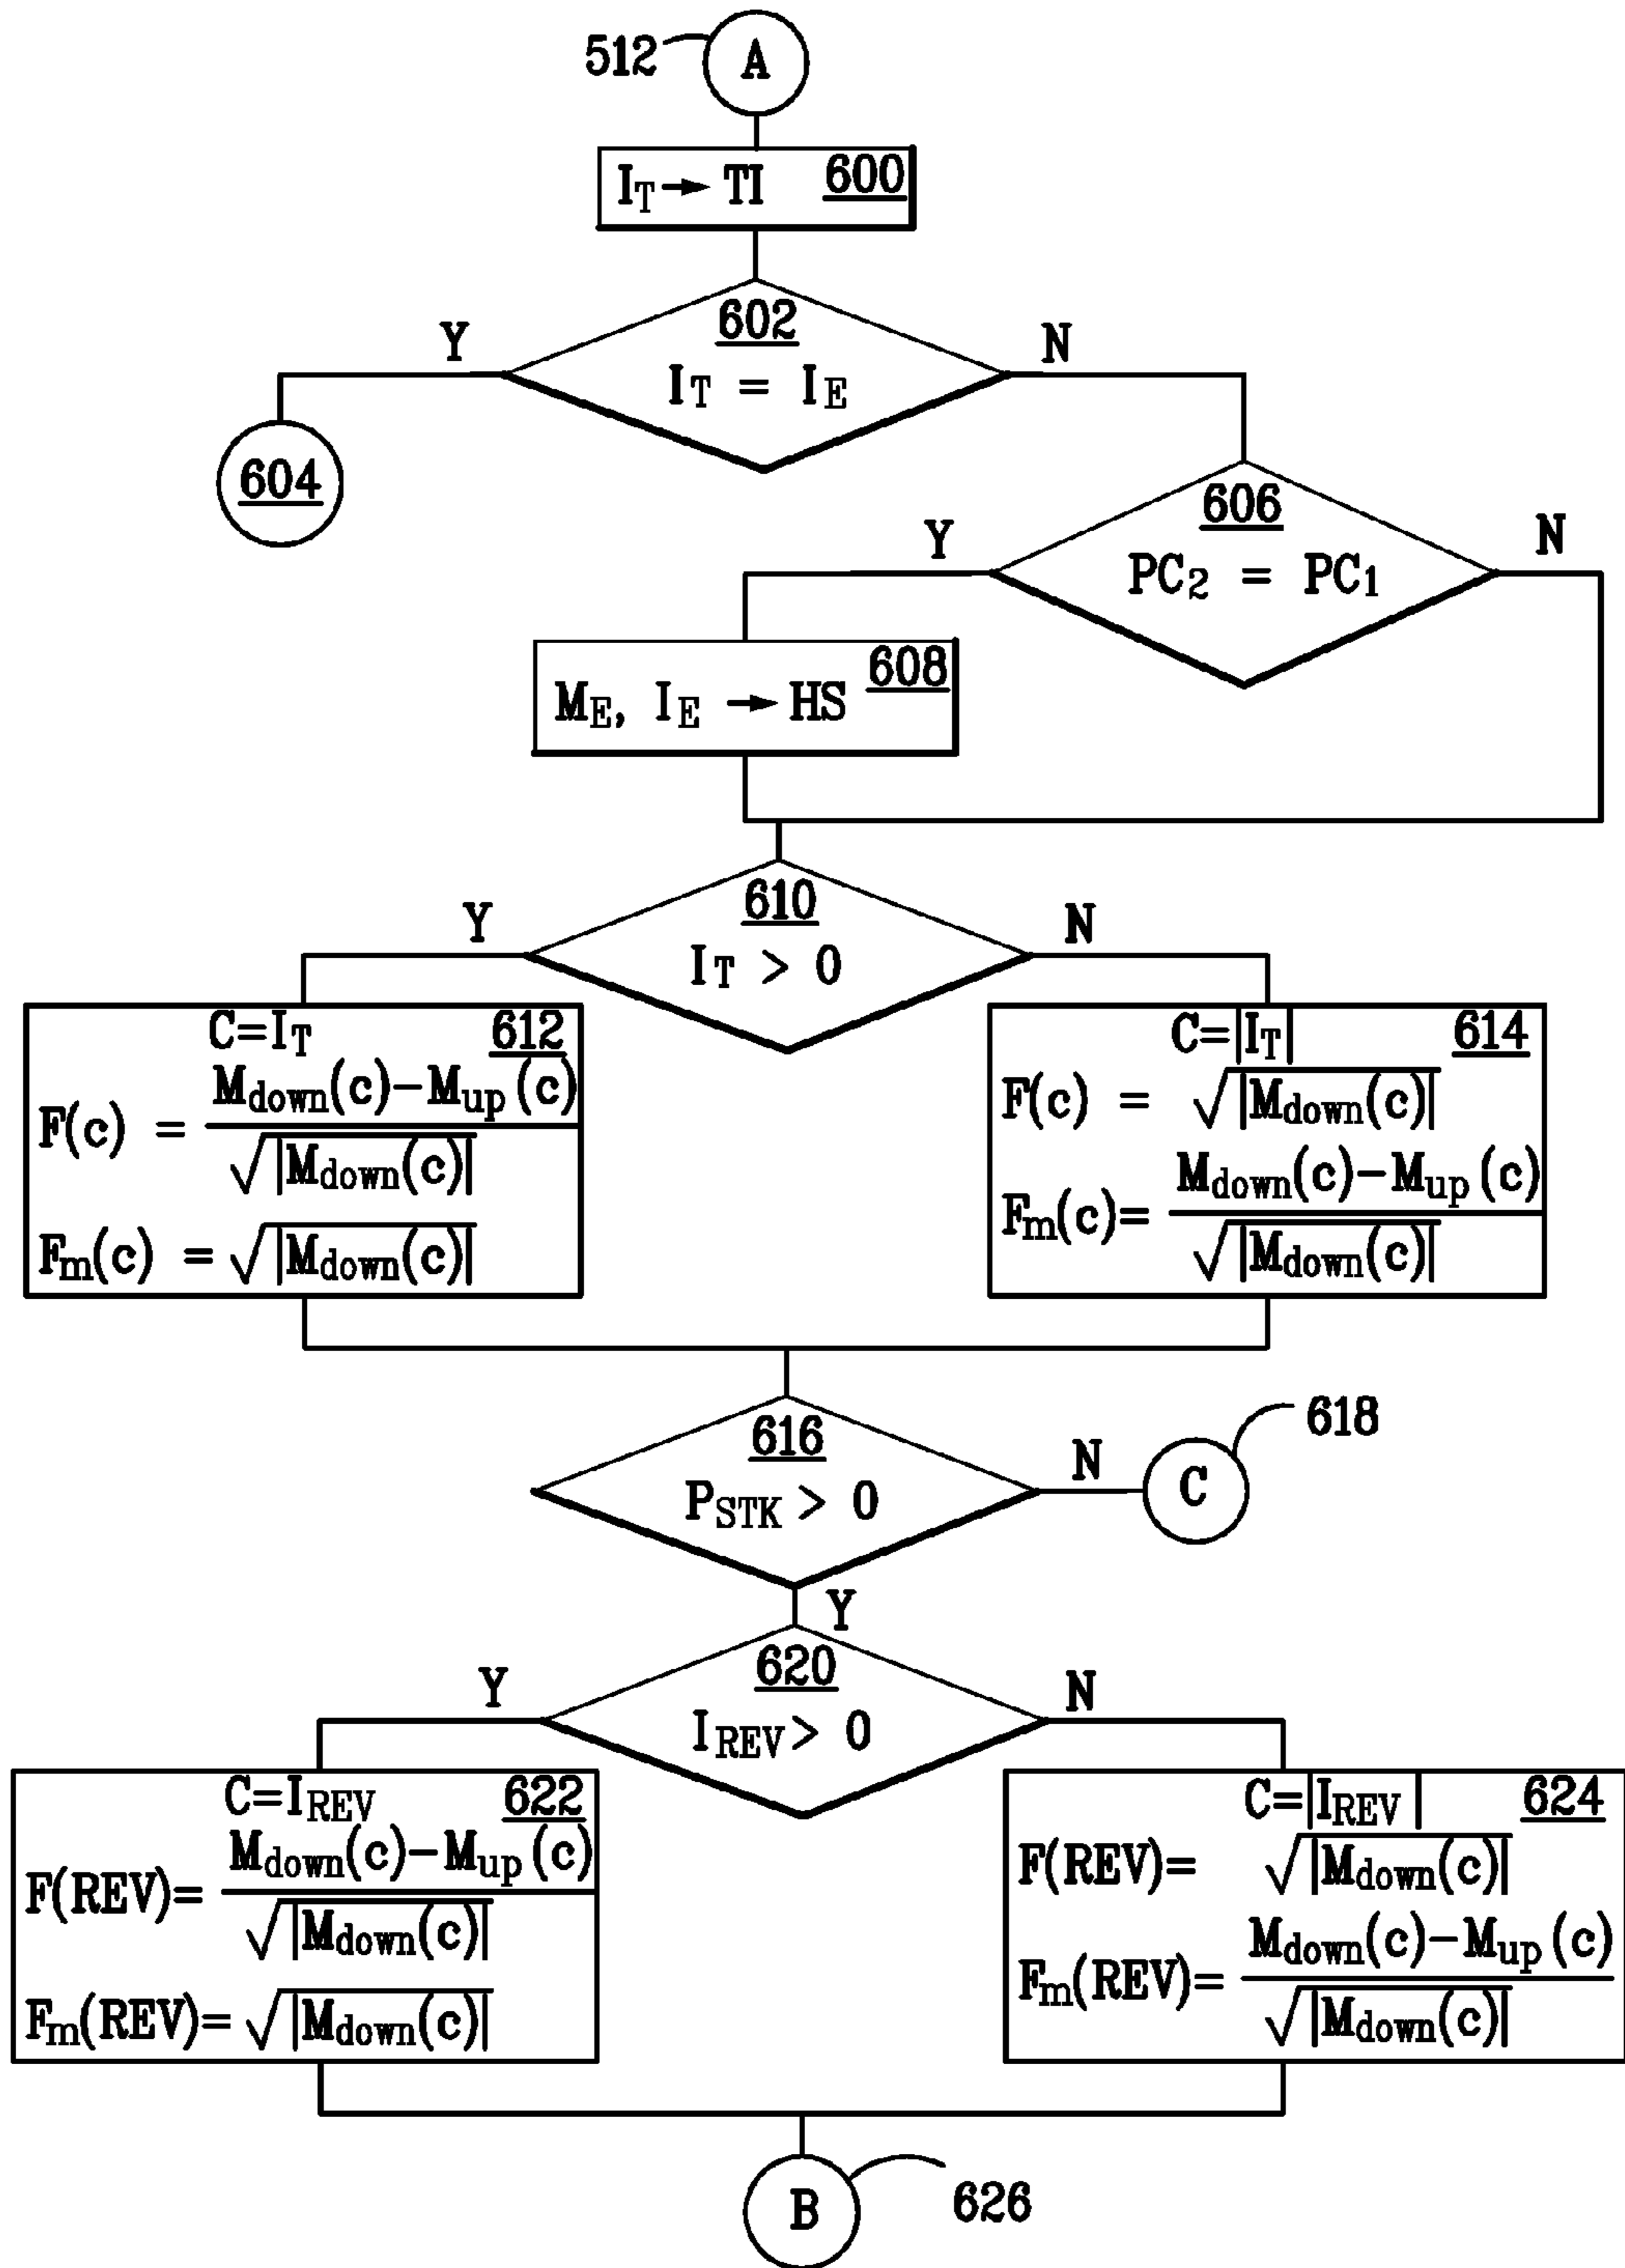 512 A
I_T → TI 600
602
Y N
I_T = I_E
604
606
Y N
PC_2 = PC_1
M_E, I_E → HS 608
610
Y N
I_T > 0
C=I_T 612
F(c) = (M_down(c)-M_up(c))/√|M_down(c)|
F_m(c) = √|M_down(c)|
C=|I_T| 614
F(c) = √|M_down(c)|
F_m(c)= (M_down(c)-M_up(c))/√|M_down(c)|
616
P_STK > 0
N C 618
Y
620
Y N
I_REV > 0
C=I_REV 622
F(REV)= (M_down(c)-M_up(c))/√|M_down(c)|
F_m(REV)= √|M_down(c)|
C=|I_REV| 624
F(REV)= √|M_down(c)|
F_m(REV)= (M_down(c)-M_up(c))/√|M_down(c)|
B 626